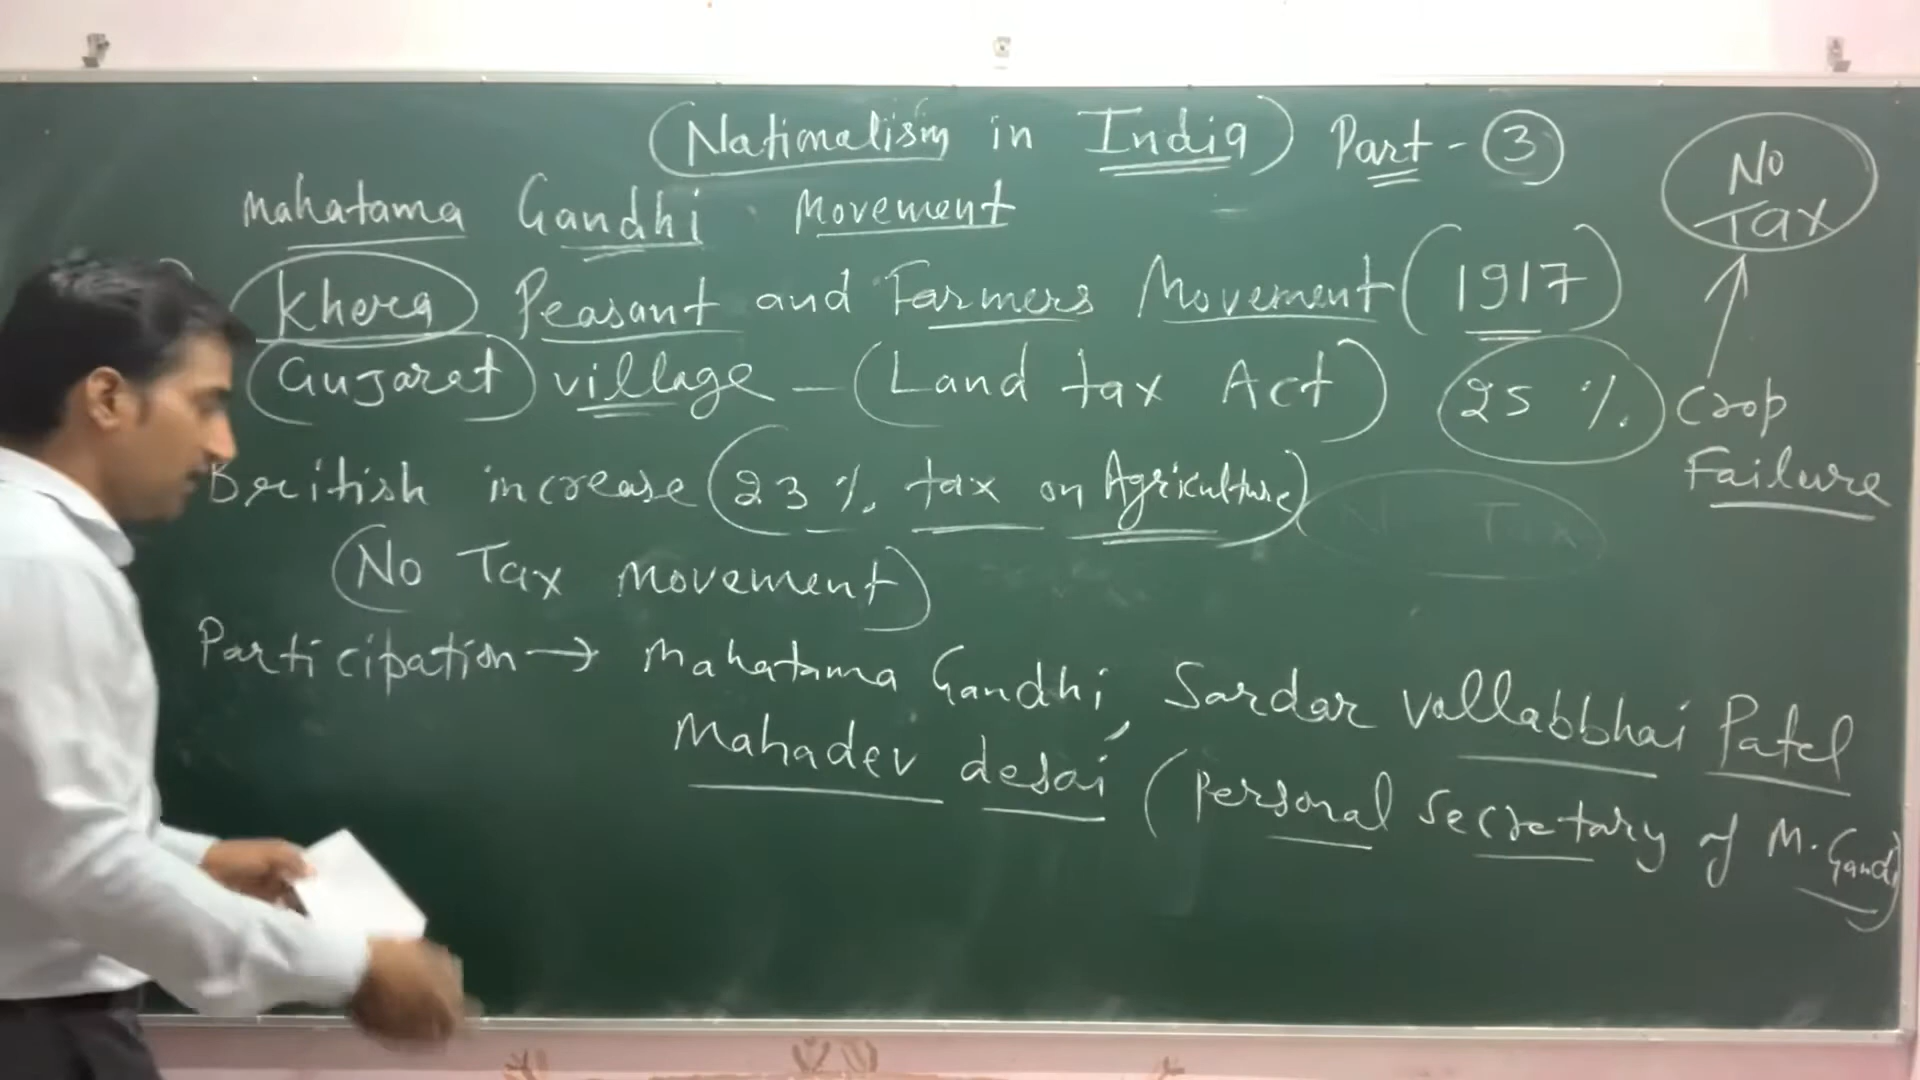 (Nationalism in India) Part - 3
No
Tax
Mahatama Gandhi Movement
Khera Peasant and Farmers Movement (1917)
Gujarat village - (Land tax Act) 25 %
Crop
Failure
British increase (23 % tax on Agriculture)
(No Tax movement)
Participation → Mahatama Gandhi, Sardar Vallabbhai Patel
Mahadev desai (Personal Secretary of M. Gandi)